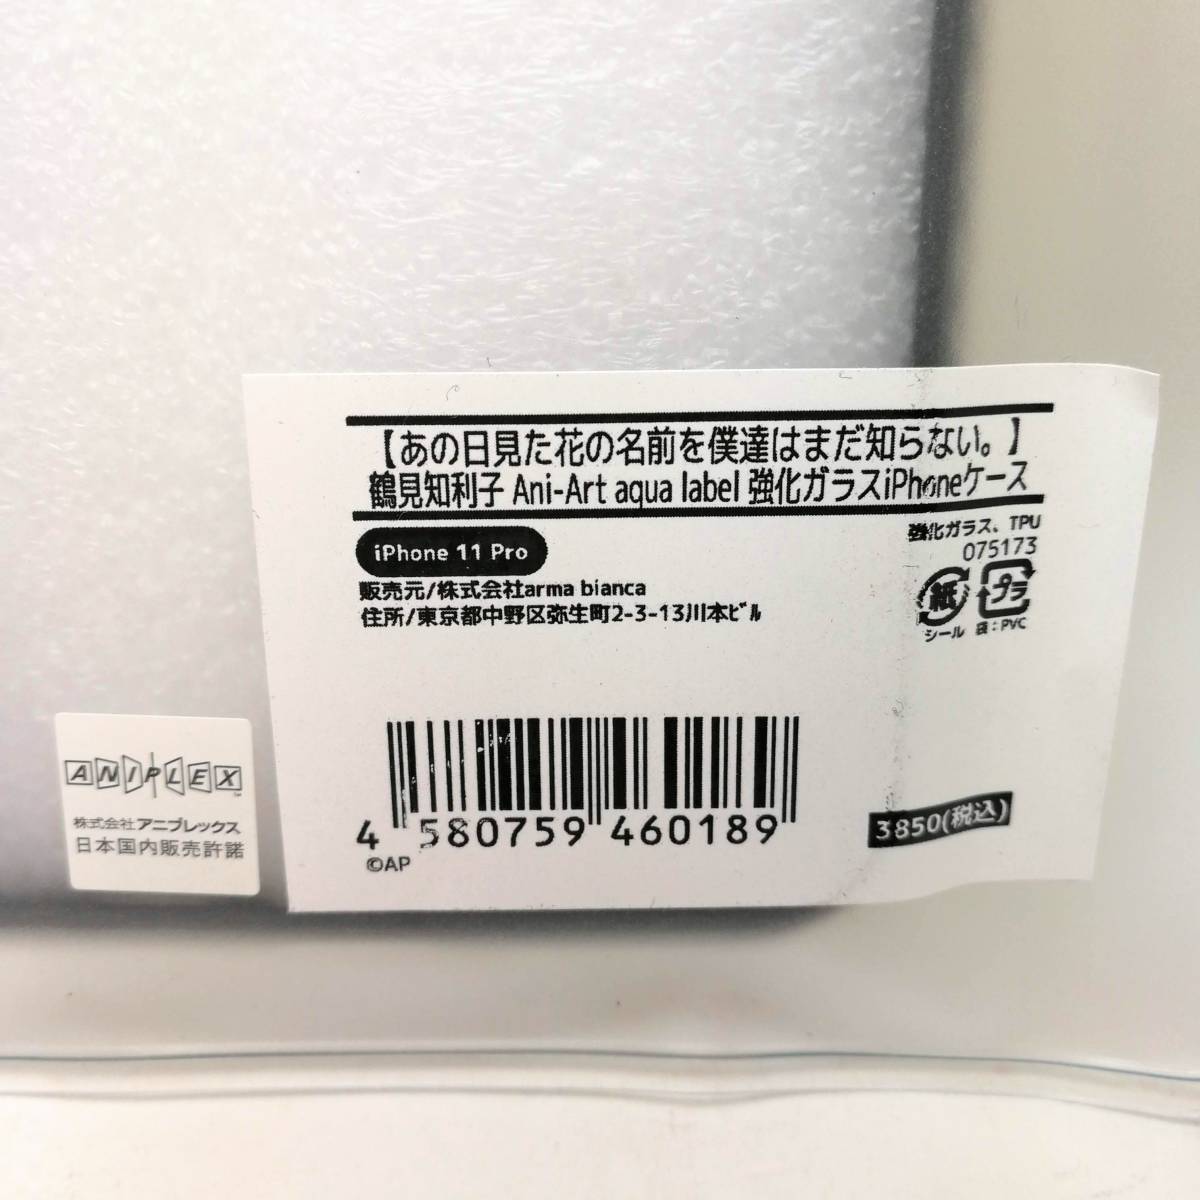 【あの日見た花の名前を僕達はまだ知らない。】
鶴見知利子 Ani-Art aqua label 強化ガラスiPhoneケース
iPhone 11 Pro
強化ガラス、TPU
075173
販売元/株式会社arma bianca
住所/東京都中野区弥生町2-3-13川本ビル
紙 プラ
シール 袋：PVC
4 580759 460189
©AP
3850(税込)
ANIPLEX
株式会社アニプレックス
日本国内販売許諾